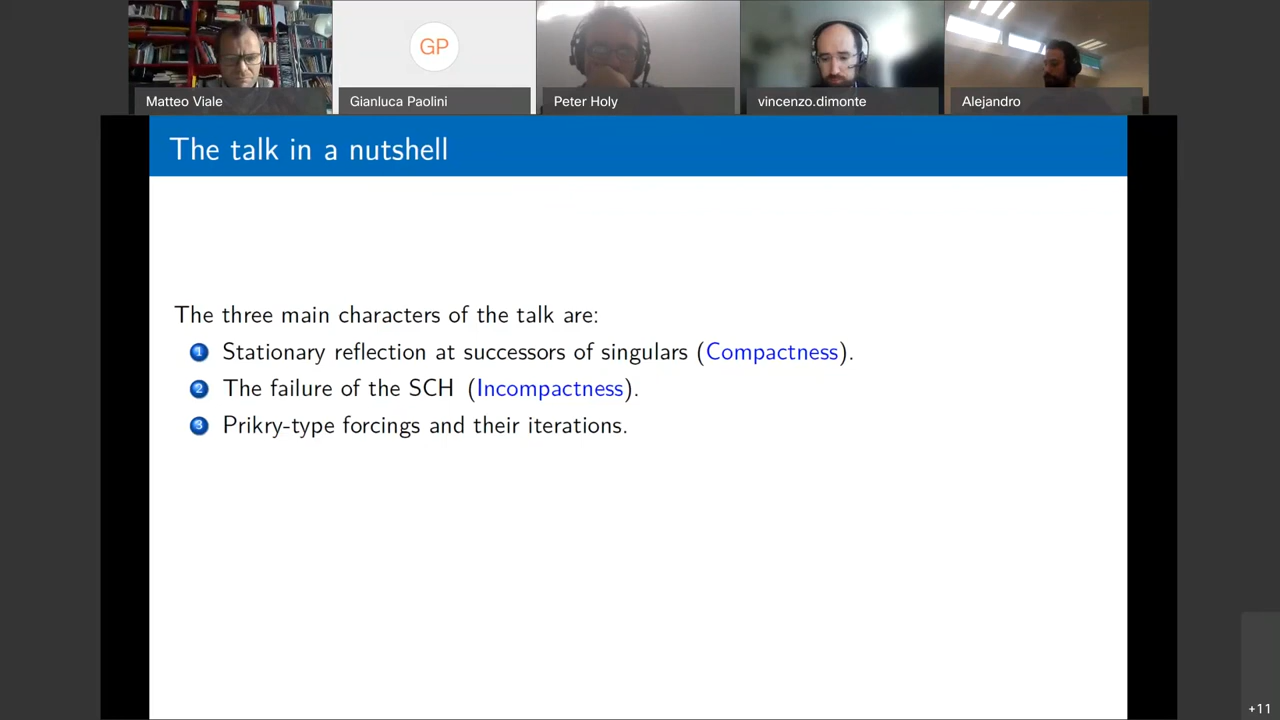 GP
Matteo Viale
Gianluca Paolini
Peter Holy
vincenzo.dimonte
Alejandro
The talk in a nutshell
The three main characters of the talk are:
1 Stationary reflection at successors of singulars (Compactness).
2 The failure of the SCH (Incompactness).
3 Prikry-type forcings and their iterations.
+11